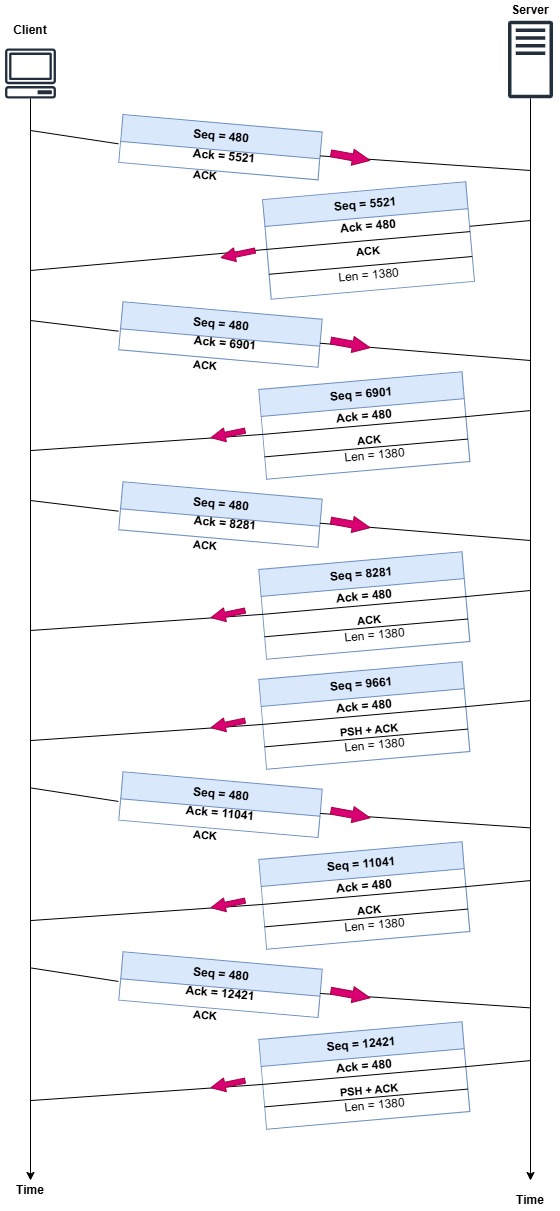 Client
Server
Seq = 480
Ack = 5521
ACK
Seq = 5521
Ack = 480
ACK
Len = 1380
Seq = 480
Ack = 6901
ACK
Seq = 6901
Ack = 480
ACK
Len = 1380
Seq = 480
Ack = 8281
ACK
Seq = 8281
Ack = 480
ACK
Len = 1380
Seq = 9661
Ack = 480
PSH + ACK
Len = 1380
Seq = 480
Ack = 11041
ACK
Seq = 11041
Ack = 480
ACK
Len = 1380
Seq = 480
Ack = 12421
ACK
Seq = 12421
Ack = 480
PSH + ACK
Len = 1380
Time
Time